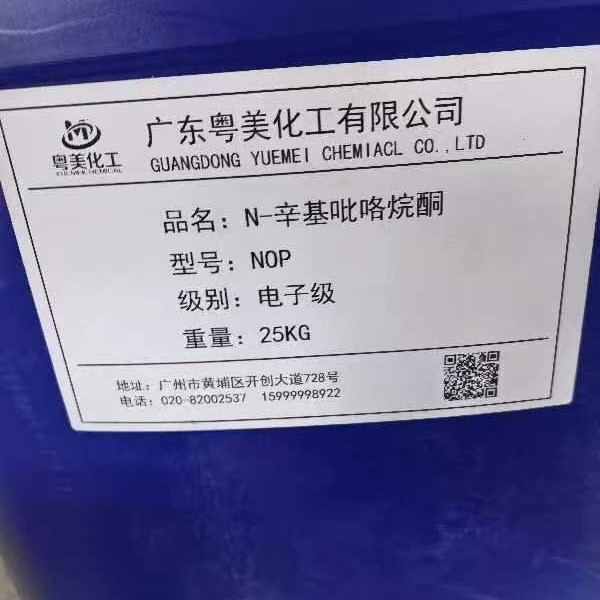 广东粤美化工有限公司
GUANGDONG YUEMEI CHEMIACL CO.,LTD
粤美化工
YUEMEI CHEMICAL
品名：N-辛基吡咯烷酮
型号：NOP
级别：电子级
重量：25KG
地址：广州市黄埔区开创大道728号
电话：020-82002537 15999998922